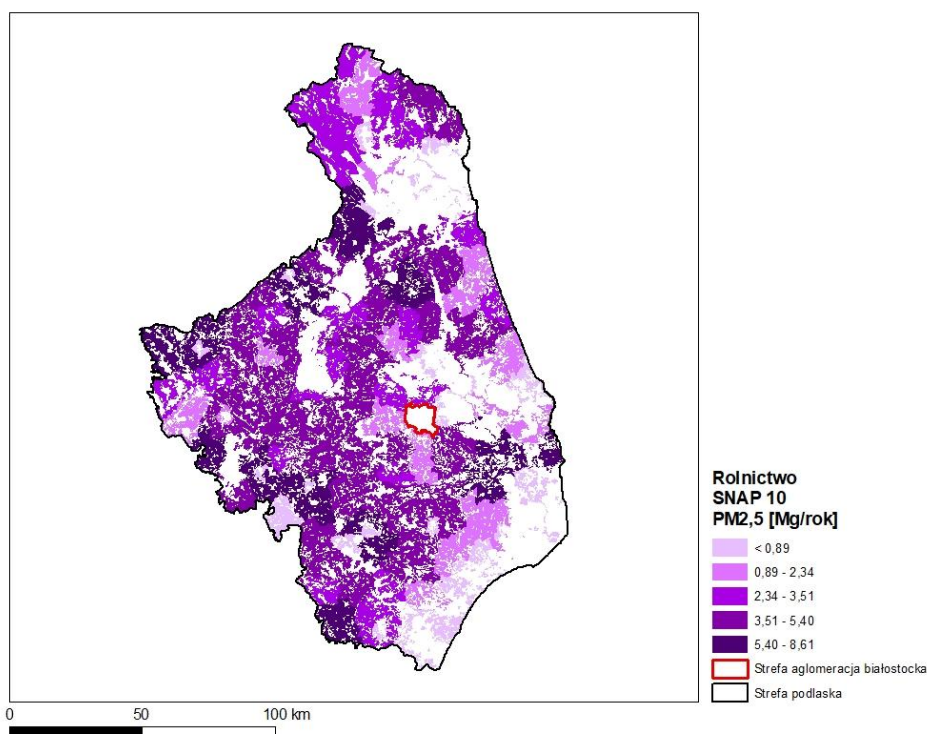 Rolnictwo
SNAP 10
PM2,5 [Mg/rok]
< 0,89
0,89 - 2,34
2,34 - 3,51
3,51 - 5,40
5,40 - 8,61
Strefa aglomeracja białostocka
Strefa podlaska
0 50 100 km